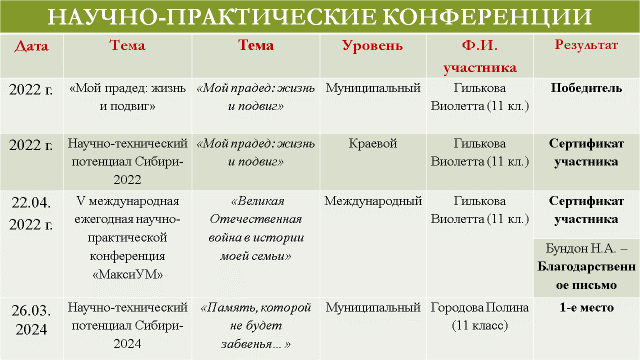 НАУЧНО-ПРАКТИЧЕСКИЕ КОНФЕРЕНЦИИ
Дата Тема Тема Уровень Ф.И. участника Результат
2022 г. «Мой прадед: жизнь и подвиг» «Мой прадед: жизнь и подвиг» Муниципальный Гилькова Виолетта (11 кл.) Победитель
2022 г. Научно-технический потенциал Сибири-2022 «Мой прадед: жизнь и подвиг» Краевой Гилькова Виолетта (11 кл.) Сертификат участника
22.04. 2022 г. V международная ежегодная научно-практической конференция «МаксиУМ» «Великая Отечественная война в истории моей семьи» Международный Гилькова Виолетта (11 кл.) Сертификат участника
Бундон Н.А. – Благодарственное письмо
26.03. 2024 Научно-технический потенциал Сибири-2024 «Память, которой не будет забвенья... » Муниципальный Городова Полина (11 класс) 1-е место